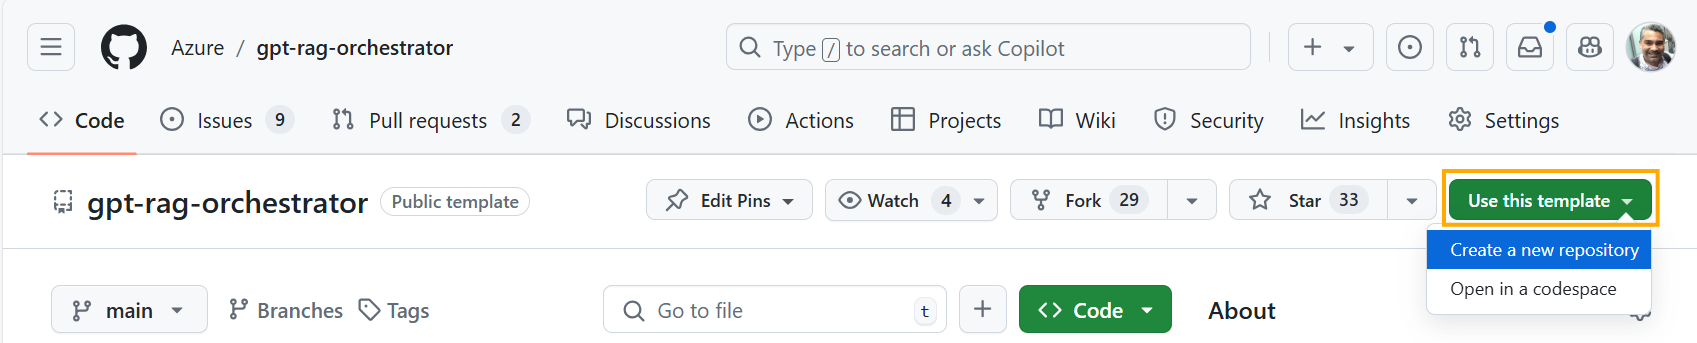 Azure / gpt-rag-orchestrator Type / to search or ask Copilot
Code Issues 9 Pull requests 2 Discussions Actions Projects Wiki Security Insights Settings
gpt-rag-orchestrator Public template Edit Pins Watch 4 Fork 29 Star 33 Use this template
Create a new repository
Open in a codespace
main Branches Tags Go to file t Code About